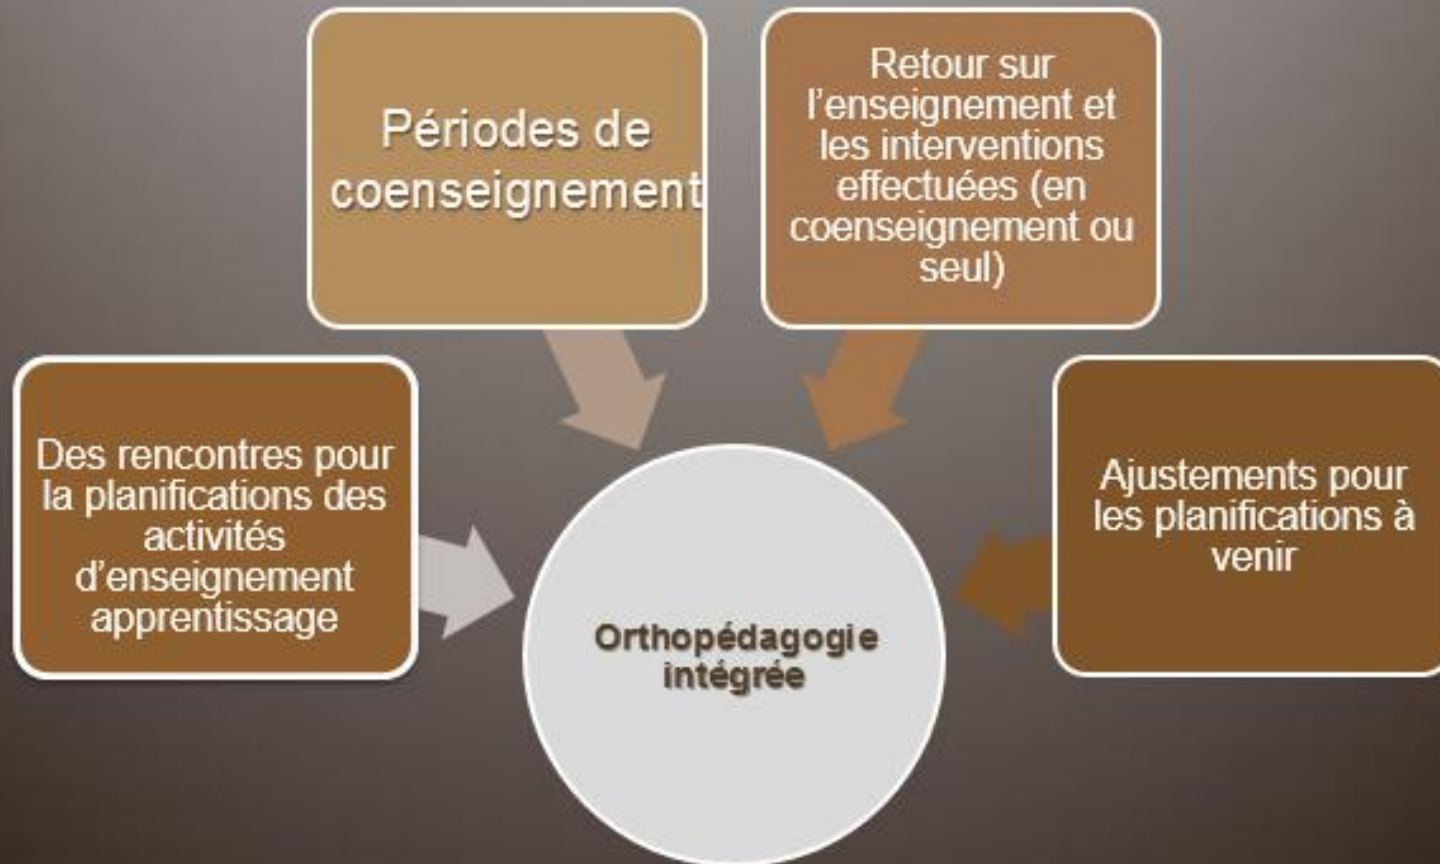 Périodes de
coenseignement
Retour sur
l'enseignement et
les interventions
effectuées (en
coenseignement ou
seul)
Des rencontres pour
la planifications des
activités
d'enseignement
apprentissage
Ajustements pour
les planifications à
venir
Orthopédagogie
intégrée